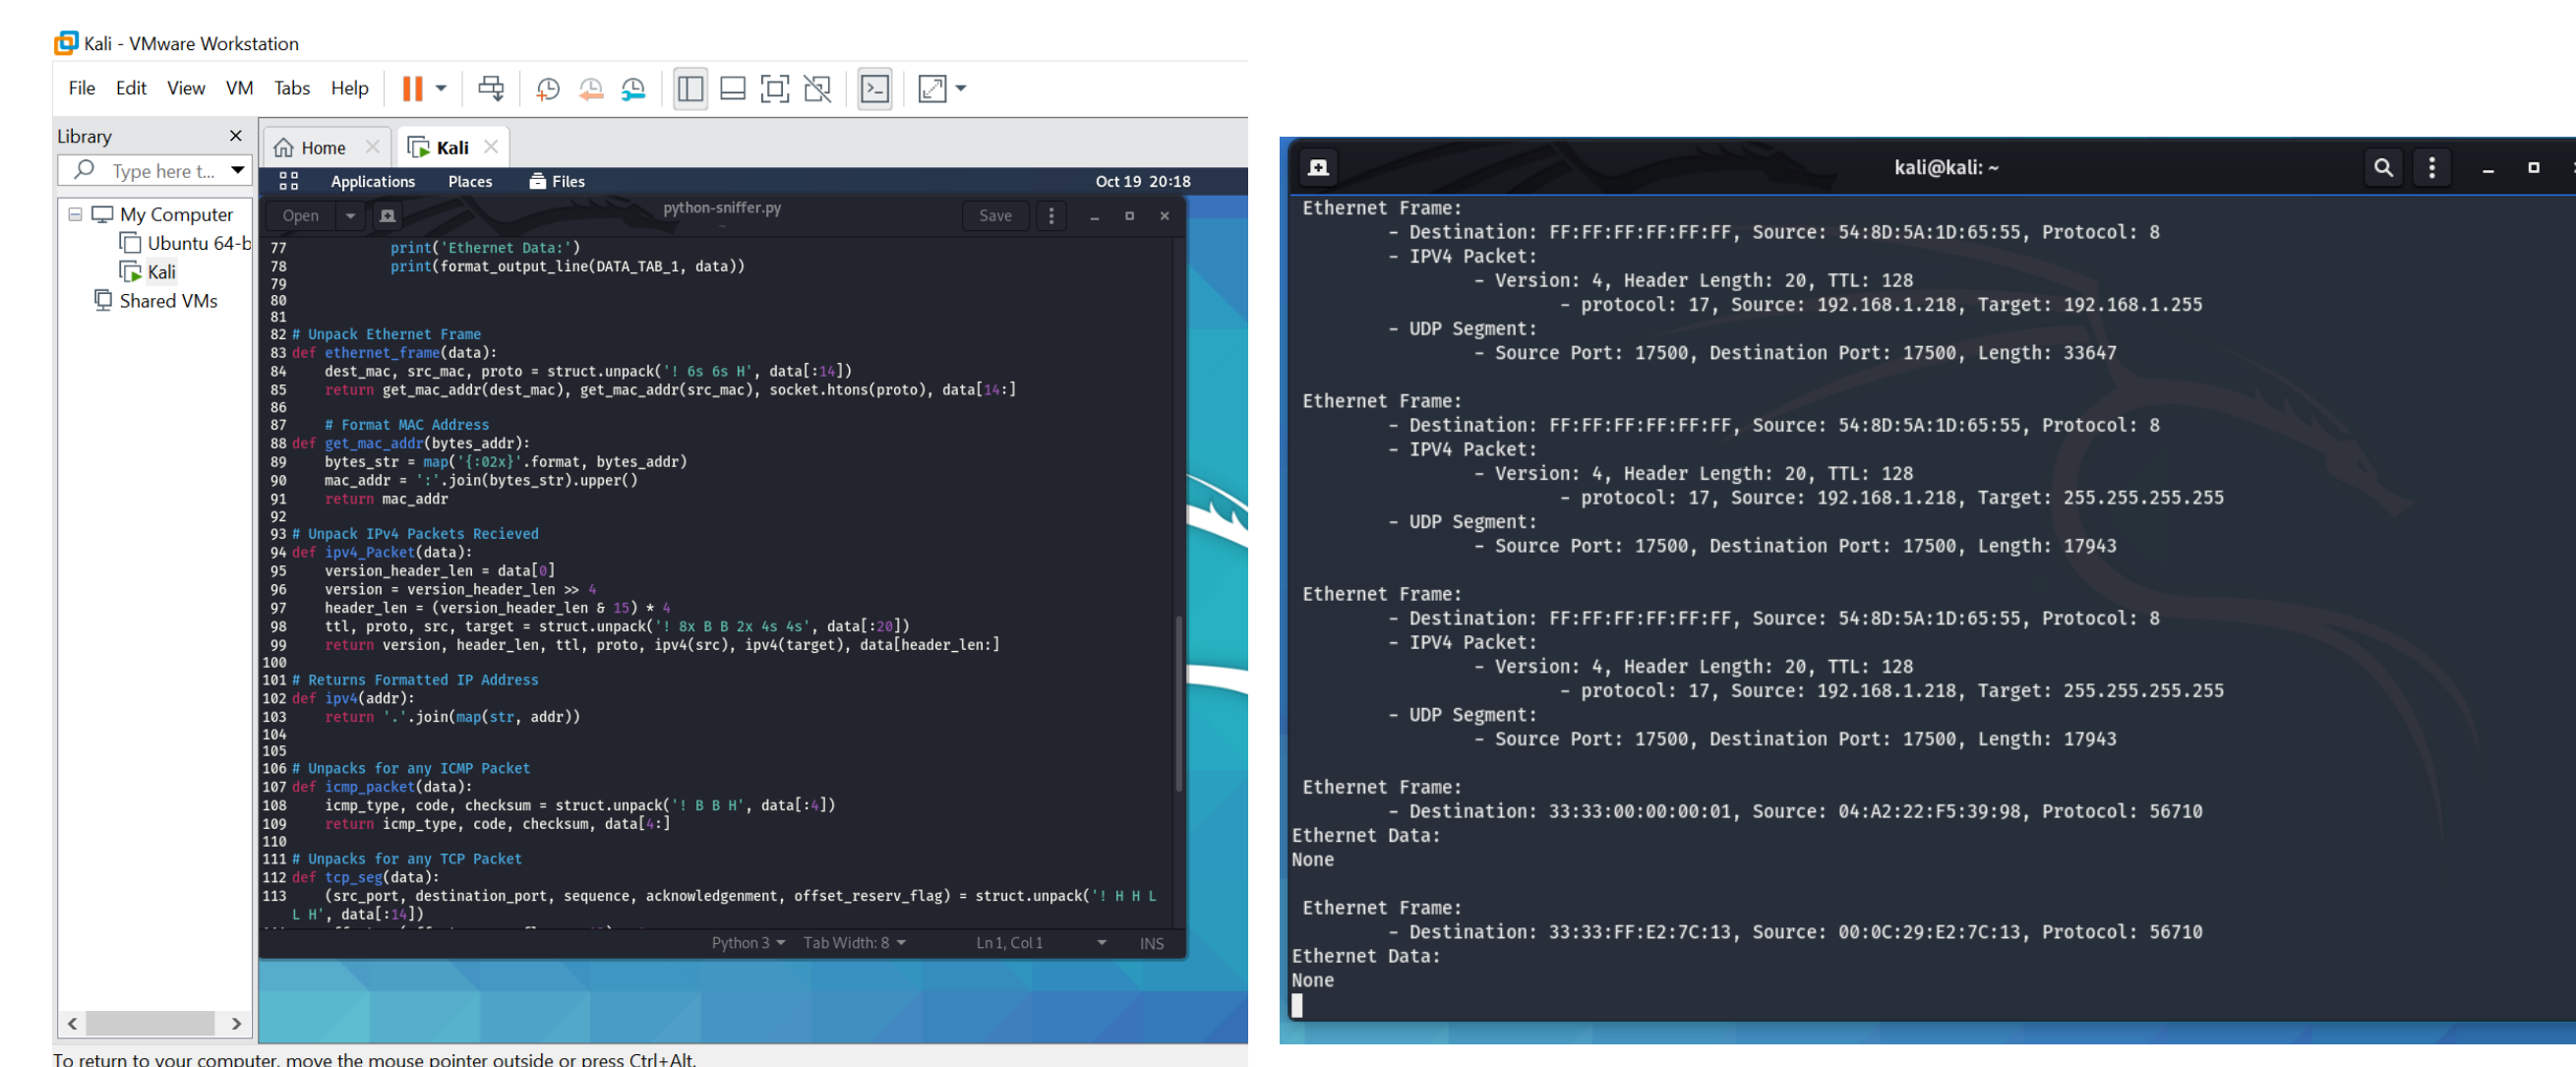 Kali - VMware Workstation
File Edit View VM Tabs Help
Library
Type here t...
My Computer
Ubuntu 64-b
Kali
Shared VMs
Home
Kali
Applications Places Files Oct 19 20:18
Open python-sniffer.py Save
77 print('Ethernet Data:')
78 print(format_output_line(DATA_TAB_1, data))
79
80
81
82 # Unpack Ethernet Frame
83 def ethernet_frame(data):
84 dest_mac, src_mac, proto = struct.unpack('! 6s 6s H', data[:14])
85 return get_mac_addr(dest_mac), get_mac_addr(src_mac), socket.htons(proto), data[14:]
86
87 # Format MAC Address
88 def get_mac_addr(bytes_addr):
89 bytes_str = map('{:02x}'.format, bytes_addr)
90 mac_addr = ':'.join(bytes_str).upper()
91 return mac_addr
92
93 # Unpack IPv4 Packets Recieved
94 def ipv4_Packet(data):
95 version_header_len = data[0]
96 version = version_header_len >> 4
97 header_len = (version_header_len & 15) * 4
98 ttl, proto, src, target = struct.unpack('! 8x B B 2x 4s 4s', data[:20])
99 return version, header_len, ttl, proto, ipv4(src), ipv4(target), data[header_len:]
100
101 # Returns Formatted IP Address
102 def ipv4(addr):
103 return '.'.join(map(str, addr))
104
105
106 # Unpacks for any ICMP Packet
107 def icmp_packet(data):
108 icmp_type, code, checksum = struct.unpack('! B B H', data[:4])
109 return icmp_type, code, checksum, data[4:]
110
111 # Unpacks for any TCP Packet
112 def tcp_seg(data):
113 (src_port, destination_port, sequence, acknowledgenment, offset_reserv_flag) = struct.unpack('! H H L
L H', data[:14])
Python 3 Tab Width: 8 Ln 1, Col 1 INS
To return to your computer, move the mouse pointer outside or press Ctrl+Alt.
kali@kali: ~
Ethernet Frame:
- Destination: FF:FF:FF:FF:FF:FF, Source: 54:8D:5A:1D:65:55, Protocol: 8
- IPV4 Packet:
- Version: 4, Header Length: 20, TTL: 128
- protocol: 17, Source: 192.168.1.218, Target: 192.168.1.255
- UDP Segment:
- Source Port: 17500, Destination Port: 17500, Length: 33647
Ethernet Frame:
- Destination: FF:FF:FF:FF:FF:FF, Source: 54:8D:5A:1D:65:55, Protocol: 8
- IPV4 Packet:
- Version: 4, Header Length: 20, TTL: 128
- protocol: 17, Source: 192.168.1.218, Target: 255.255.255.255
- UDP Segment:
- Source Port: 17500, Destination Port: 17500, Length: 17943
Ethernet Frame:
- Destination: FF:FF:FF:FF:FF:FF, Source: 54:8D:5A:1D:65:55, Protocol: 8
- IPV4 Packet:
- Version: 4, Header Length: 20, TTL: 128
- protocol: 17, Source: 192.168.1.218, Target: 255.255.255.255
- UDP Segment:
- Source Port: 17500, Destination Port: 17500, Length: 17943
Ethernet Frame:
- Destination: 33:33:00:00:00:01, Source: 04:A2:22:F5:39:98, Protocol: 56710
Ethernet Data:
None
Ethernet Frame:
- Destination: 33:33:FF:E2:7C:13, Source: 00:0C:29:E2:7C:13, Protocol: 56710
Ethernet Data:
None